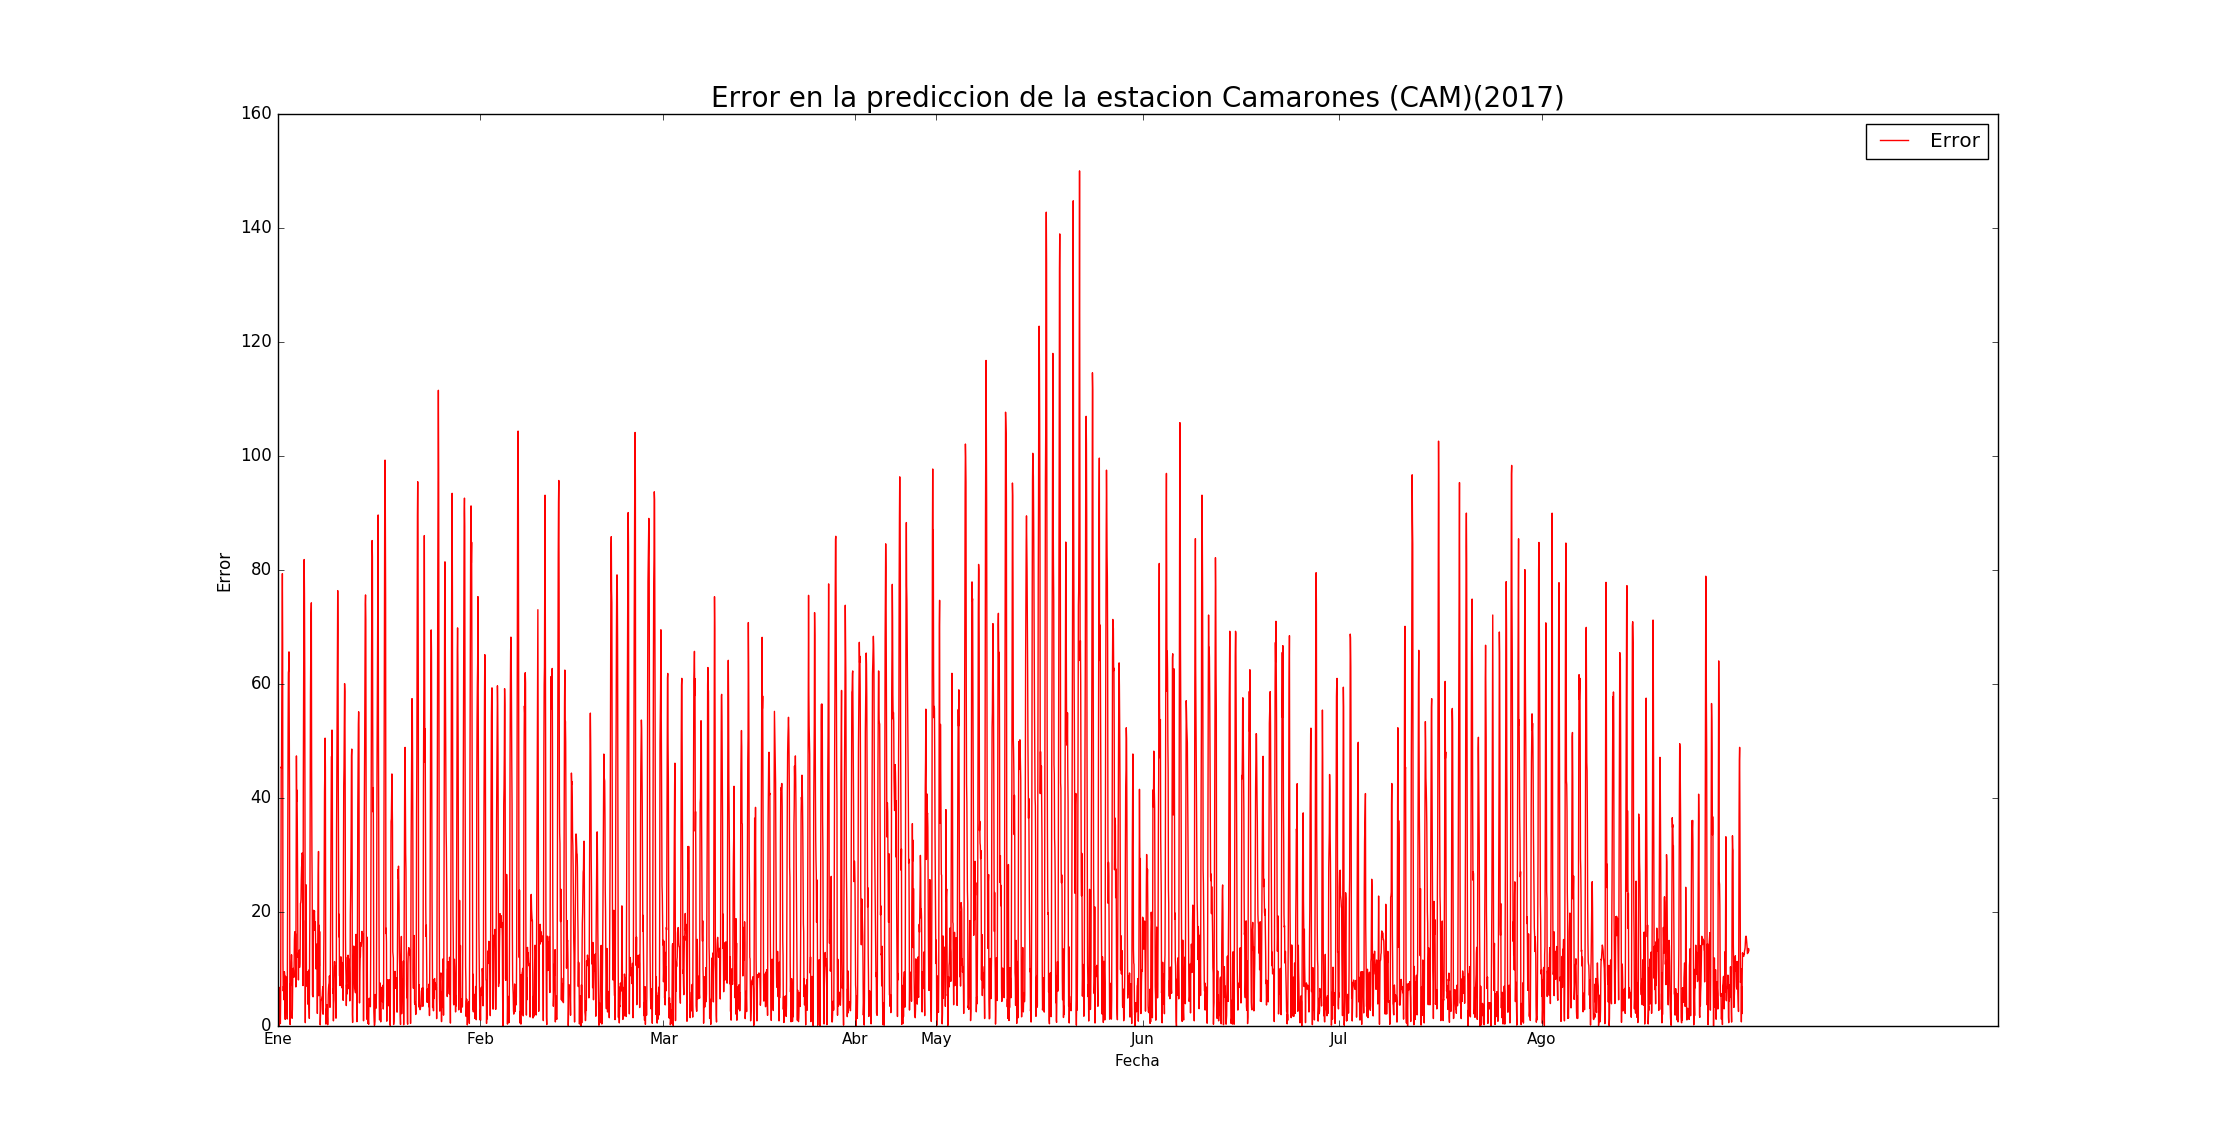 Error en la prediccion de la estacion Camarones (CAM)(2017)
Error
160
140
120
100
80
60
40
20
0
Error
Ene Feb Mar Abr May Jun Jul Ago
Fecha